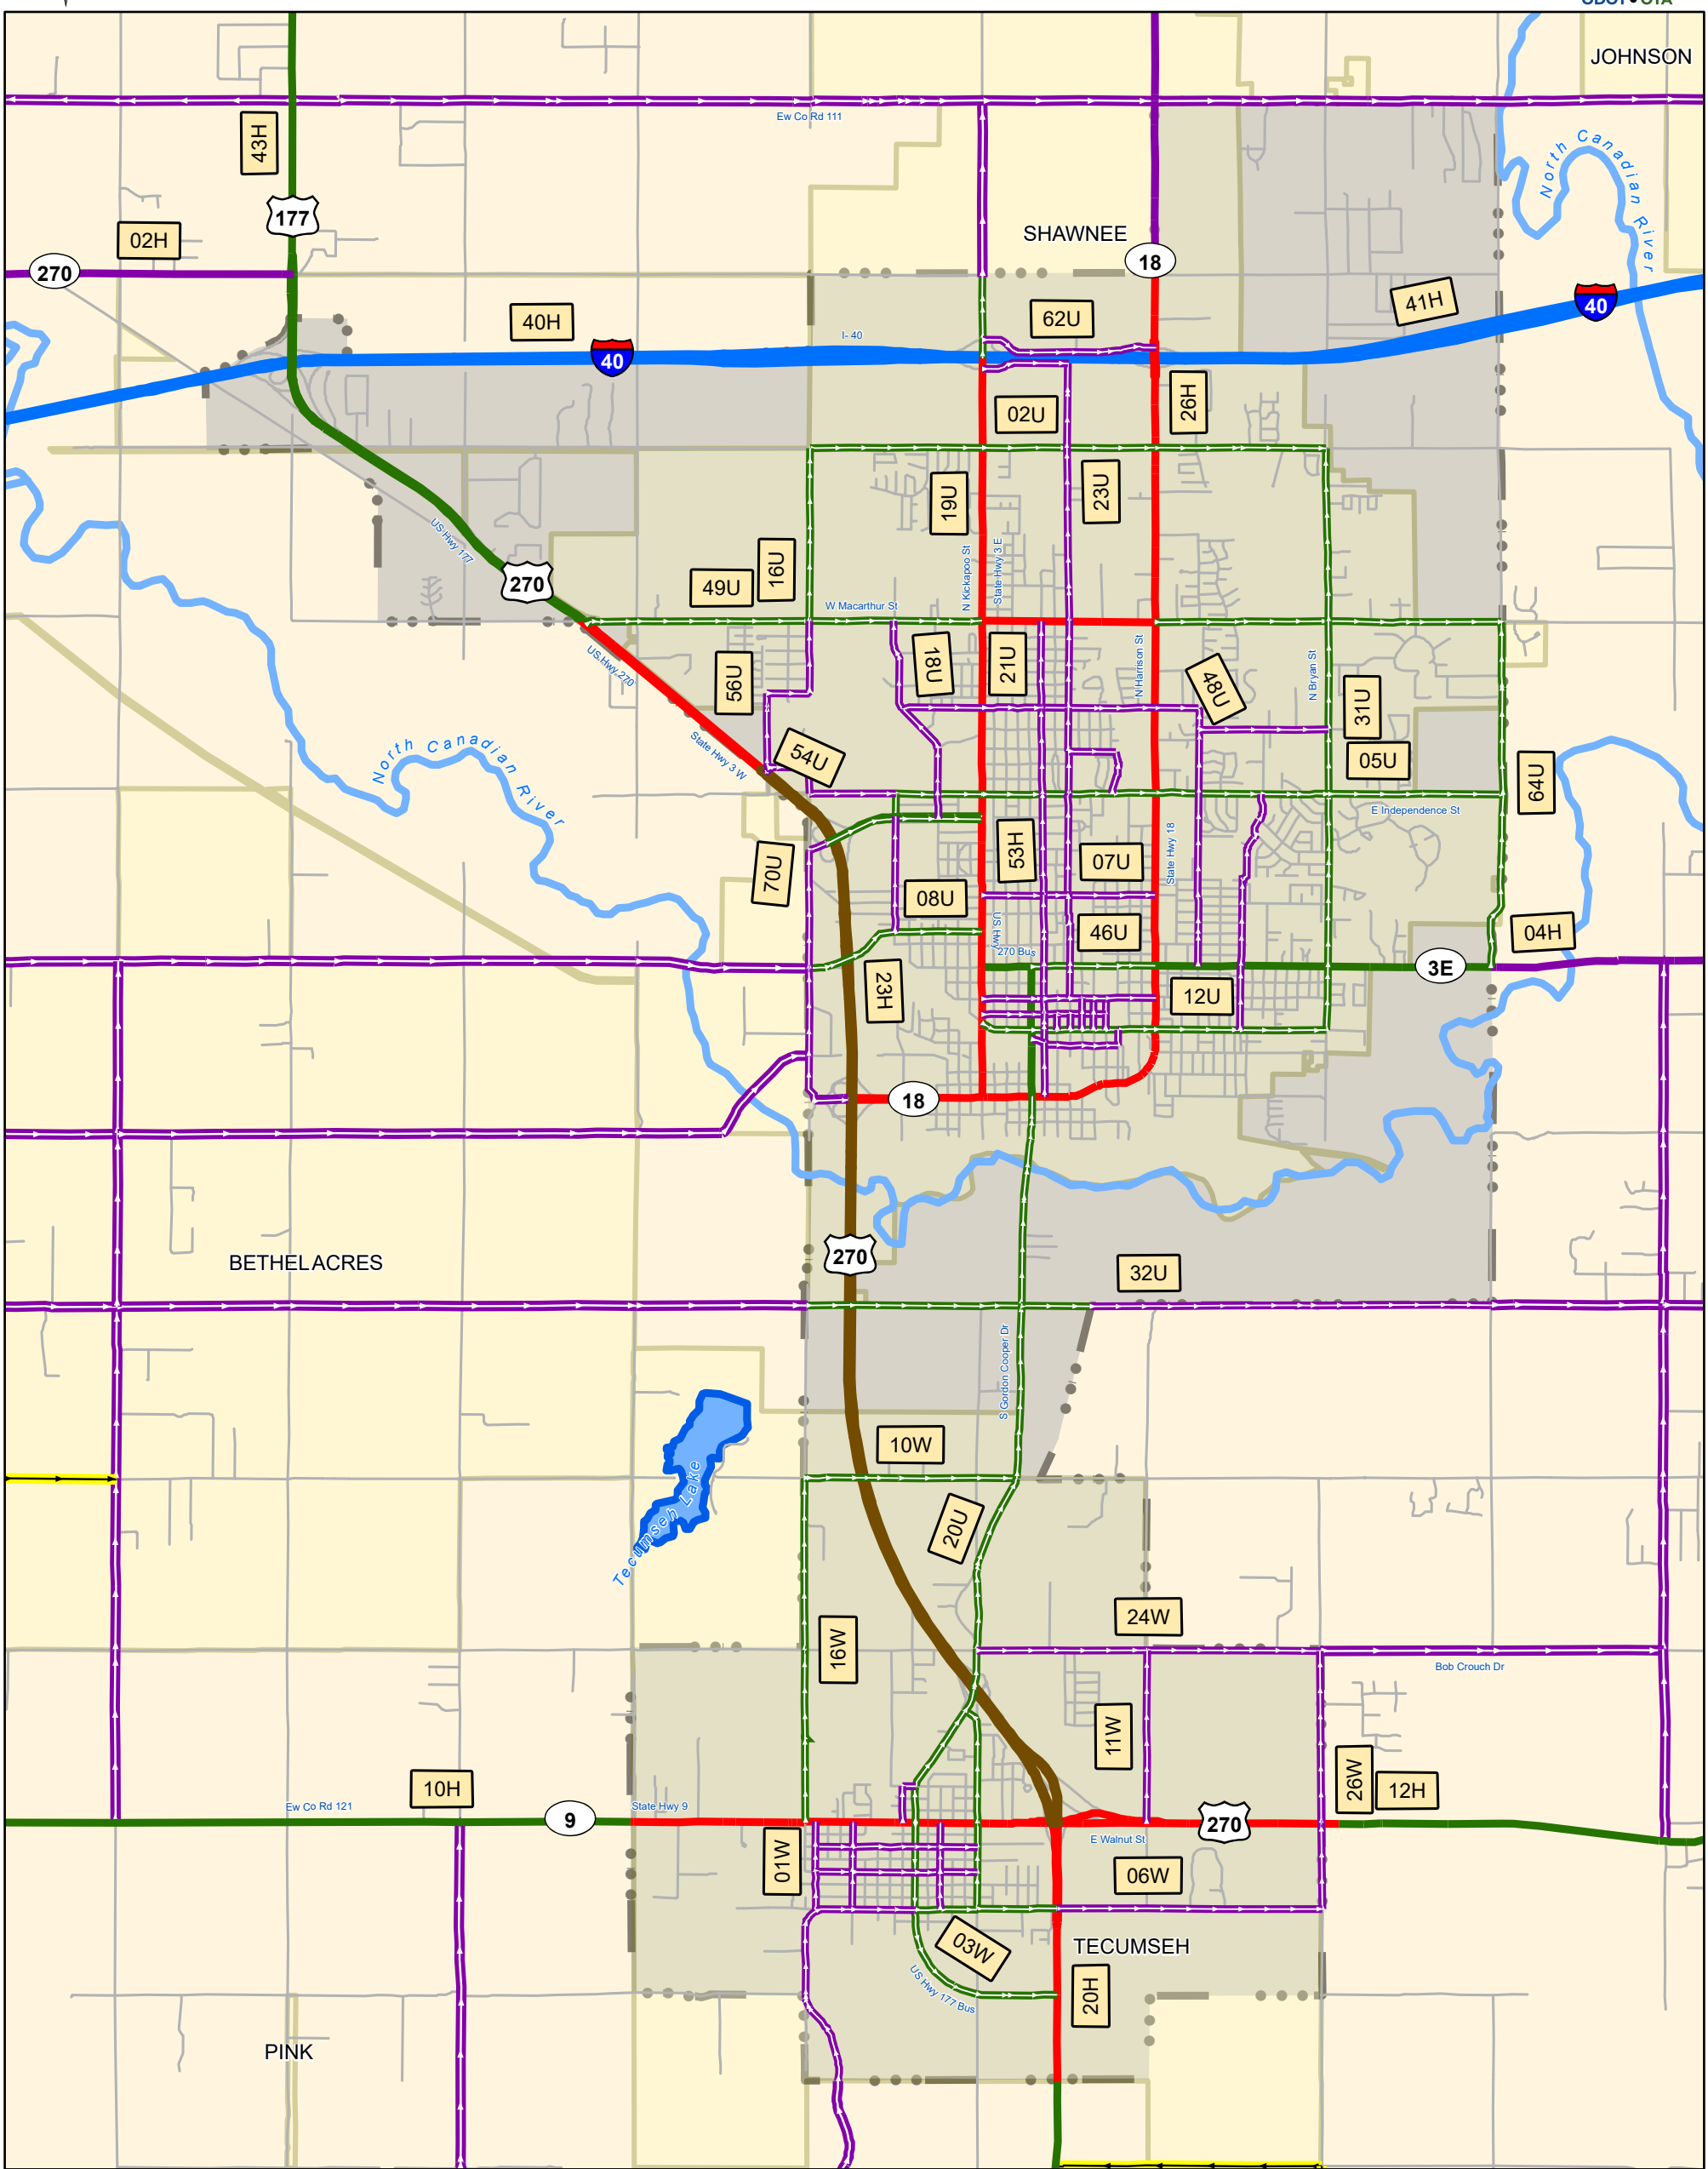 ODOT • OTA
JOHNSON
Ew Co Rd 111
43H
North Canadian River
177
02H
SHAWNEE
270
18
41H
40
62U
40H
I- 40
40
02U
26H
19U
23U
US Hwy 177
N Kickapoo St
State Hwy 3 E
16U
49U
270
W Macarthur St
US Hwy 270
56U
18U
21U
N Harrison St
48U
N Bryan St
31U
State Hwy 3 W
54U
05U
64U
North Canadian River
E Independence St
53H
07U
State Hwy 18
70U
08U
46U
04H
US Hwy
270 Bus
3E
23H
12U
18
270
BETHEL ACRES
32U
S Gordon Cooper Dr
10W
Tecumseh Lake
20U
24W
16W
Bob Crouch Dr
11W
26W
12H
10H
Ew Co Rd 121
State Hwy 9
9
270
E Walnut St
01W
06W
03W
TECUMSEH
US Hwy 177 Bus
20H
PINK